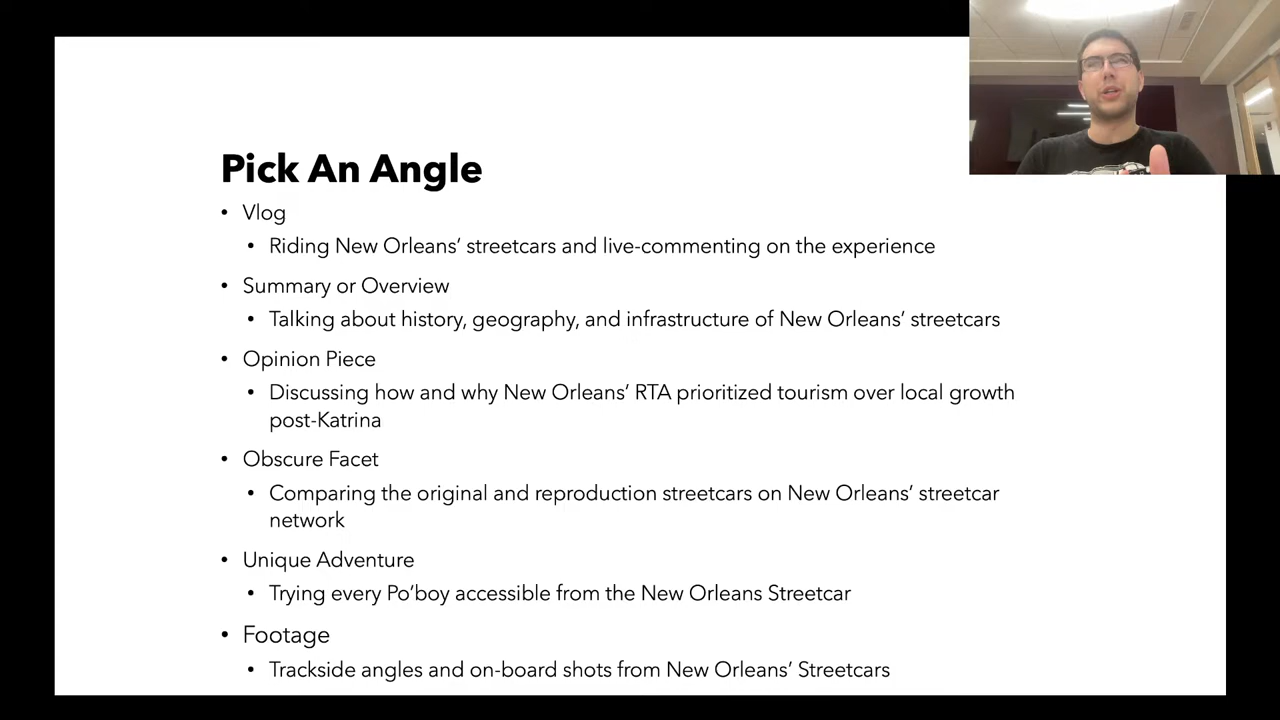 Pick An Angle
• Vlog
• Riding New Orleans’ streetcars and live-commenting on the experience
• Summary or Overview
• Talking about history, geography, and infrastructure of New Orleans’ streetcars
• Opinion Piece
• Discussing how and why New Orleans’ RTA prioritized tourism over local growth
post-Katrina
• Obscure Facet
• Comparing the original and reproduction streetcars on New Orleans’ streetcar
network
• Unique Adventure
• Trying every Po’boy accessible from the New Orleans Streetcar
• Footage
• Trackside angles and on-board shots from New Orleans’ Streetcars